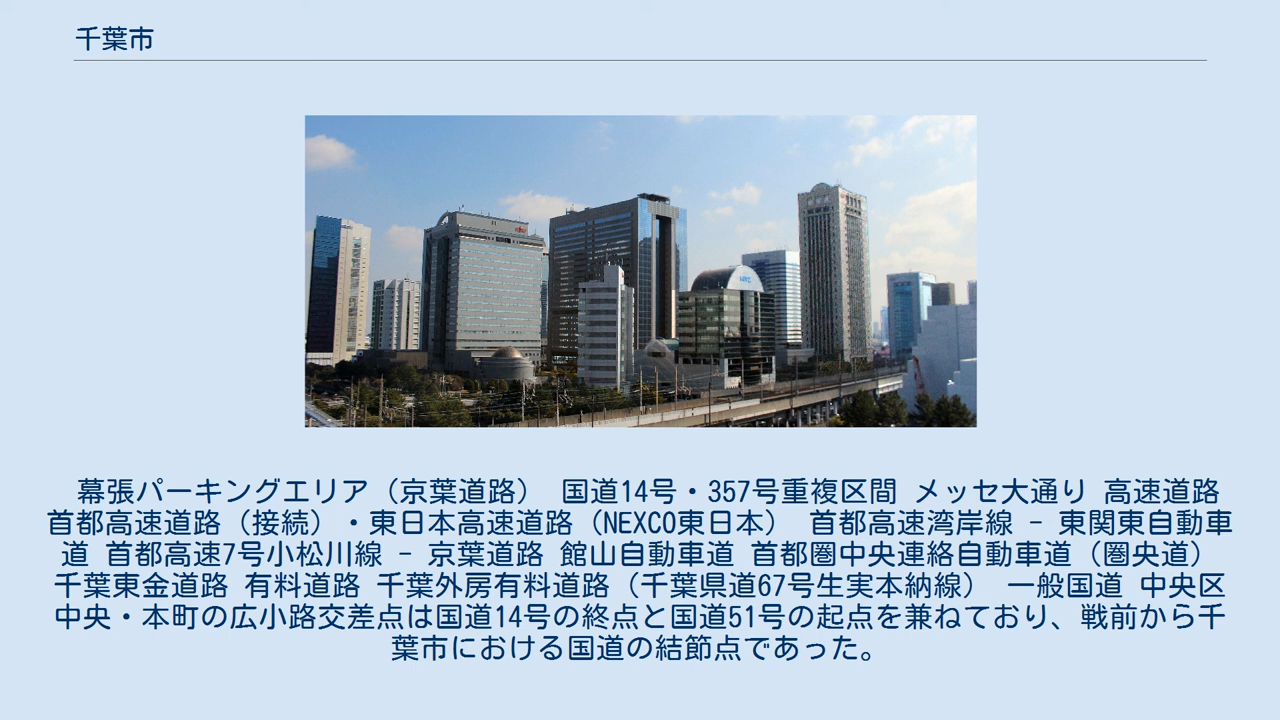 千葉市
幕張パーキングエリア（京葉道路） 国道14号・357号重複区間 メッセ大通り 高速道路
首都高速道路（接続）・東日本高速道路（NEXCO東日本） 首都高速湾岸線 - 東関東自動車
道 首都高速7号小松川線 - 京葉道路 館山自動車道 首都圏中央連絡自動車道（圏央道）
千葉東金道路 有料道路 千葉外房有料道路（千葉県道67号生実本納線） 一般国道 中央区
中央・本町の広小路交差点は国道14号の終点と国道51号の起点を兼ねており、戦前から千
葉市における国道の結節点であった。